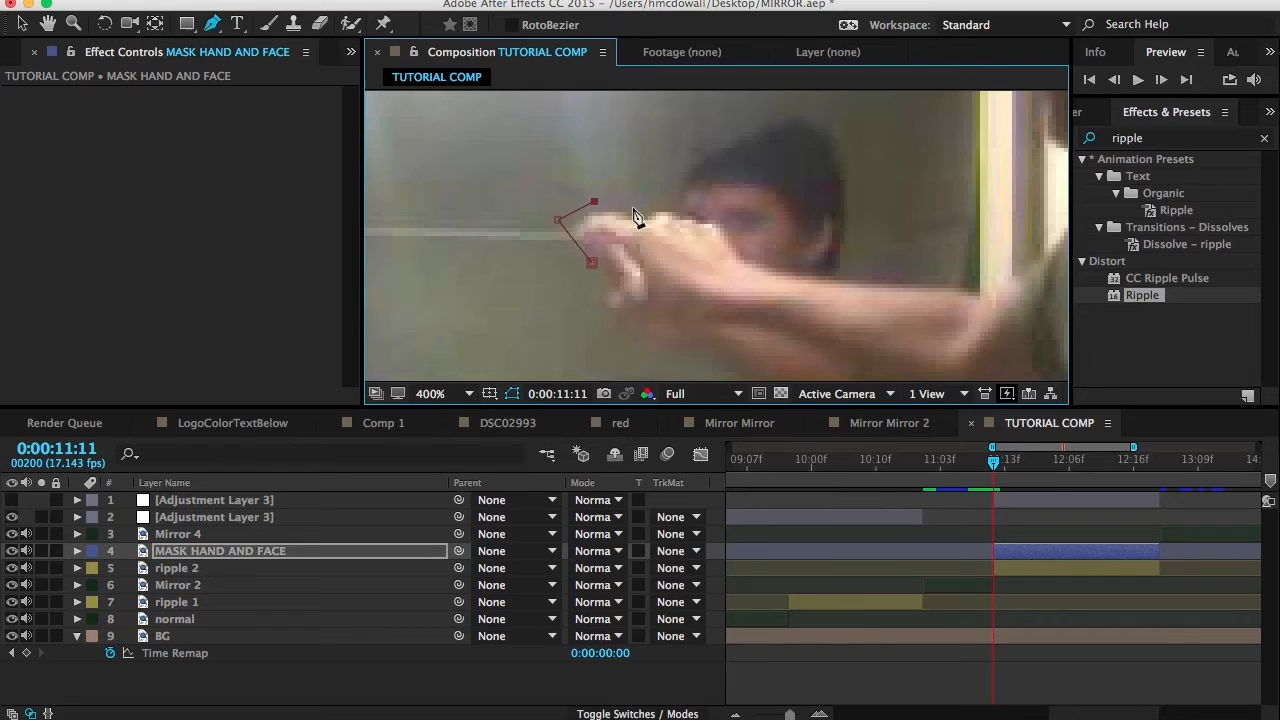 Adobe After Effects CC 2015 - /Users/hmcdowall/Desktop/MIRROR.aep *
RotoBezier
Workspace: Standard
Search Help
Effect Controls MASK HAND AND FACE
Composition TUTORIAL COMP
Footage (none)
Layer (none)
Info
Preview
Au
TUTORIAL COMP • MASK HAND AND FACE
TUTORIAL COMP
er
Effects & Presets
ripple
* Animation Presets
Text
Organic
Ripple
Transitions – Dissolves
Dissolve - ripple
Distort
CC Ripple Pulse
Ripple
400%
0:00:11:11
Full
Active Camera
1 View
Render Queue
LogoColorTextBelow
Comp 1
DSC02993
red
Mirror Mirror
Mirror Mirror 2
TUTORIAL COMP
0:00:11:11
00200 (17.143 fps)
09:07f
10:00f
10:10f
11:03f
:13f
12:06f
12:16f
13:09f
14:
#
Layer Name
Parent
Mode
T
TrkMat
1 [Adjustment Layer 3] None Norma
2 [Adjustment Layer 3] None Norma None
3 Mirror 4 None Norma None
4 MASK HAND AND FACE None Norma None
5 ripple 2 None Norma None
6 Mirror 2 None Norma None
7 ripple 1 None Norma None
8 normal None Norma None
9 BG None Norma None
Time Remap
0:00:00:00
Toggle Switches / Modes